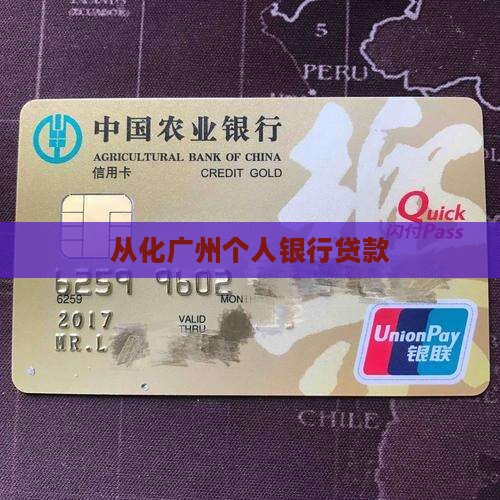 PERU
中国农业银行
AGRICULTURAL BANK OF CHINA
信用卡 CREDIT GOLD
Quick
闪付Pass
从化广州个人银行贷款
6259 9602
6259
MON
2017
VALID THRU
MR.L
UnionPay
银联
CHILE